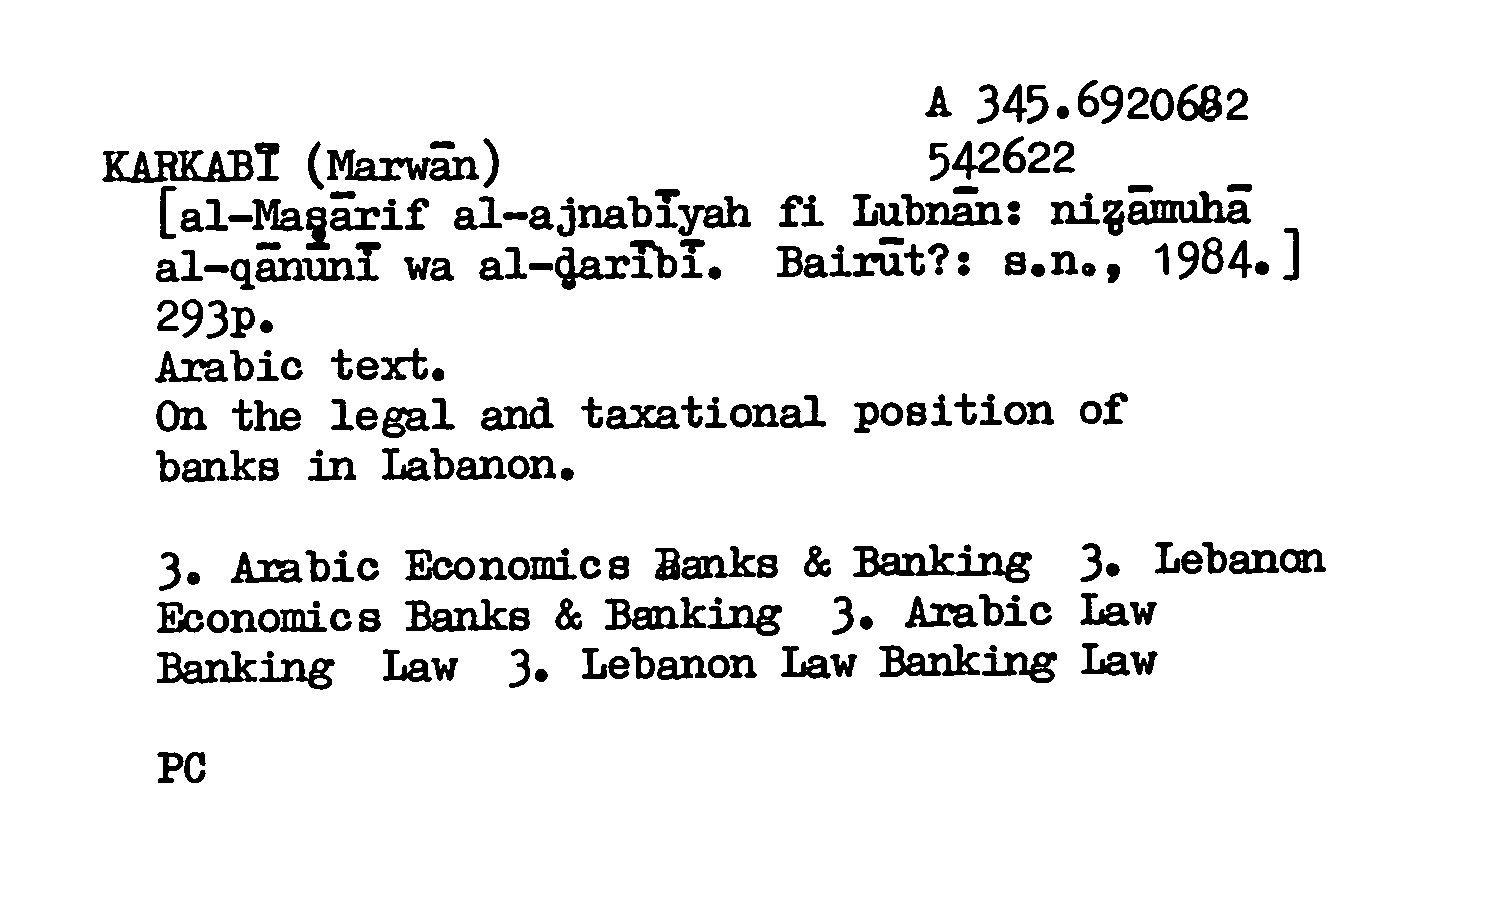 A 345.6920682
KARKABĪ (Marwān) 542622
[al-Maṣārif al-ajnabīyah fi Lubnān: niẓāmuhā
al-qānūnī wa al-ḍarībī. Bairūt?: s.n., 1984.]
293p.
Arabic text.
On the legal and taxational position of
banks in Labanon.
3. Arabic Economics Banks & Banking 3. Lebanon
Economics Banks & Banking 3. Arabic Law
Banking Law 3. Lebanon Law Banking Law
PC